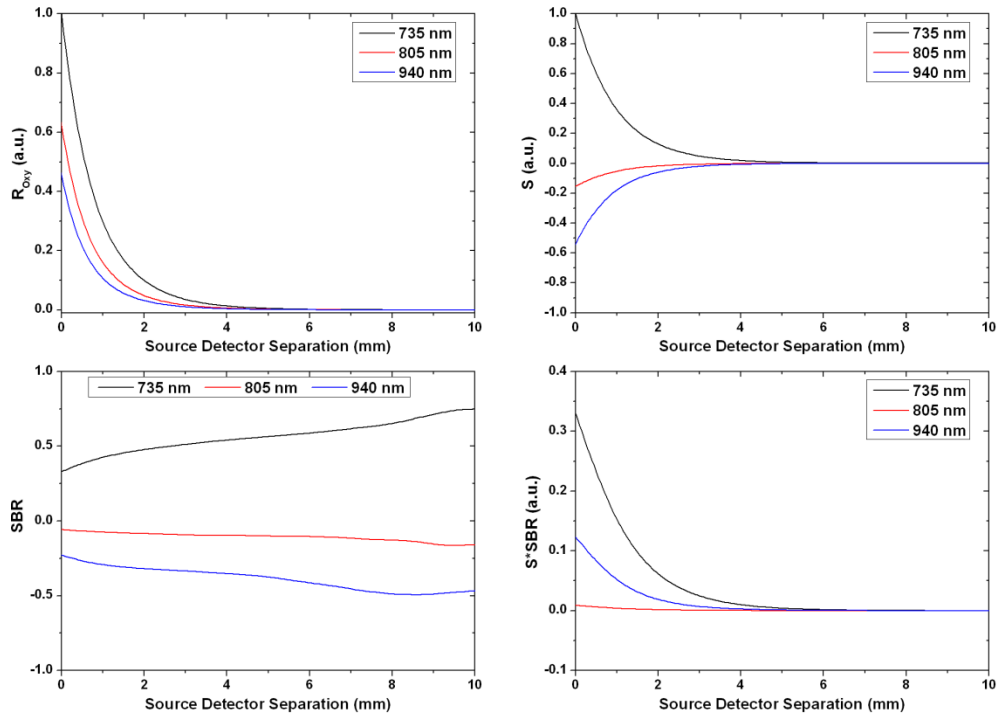 1.0
0.8
0.6
0.4
0.2
0.0
R Oxy (a.u.)
735 nm
805 nm
940 nm
0 2 4 6 8 10
Source Detector Separation (mm)
1.0
0.8
0.6
0.4
0.2
0.0
-0.2
-0.4
-0.6
-0.8
-1.0
S (a.u.)
735 nm
805 nm
940 nm
0 2 4 6 8 10
Source Detector Separation (mm)
1.0
0.5
0.0
-0.5
-1.0
SBR
735 nm 805 nm 940 nm
0 2 4 6 8 10
Source Detector Separation (mm)
0.4
0.3
0.2
0.1
0.0
-0.1
S*SBR (a.u.)
735 nm
805 nm
940 nm
0 2 4 6 8 10
Source Detector Separation (mm)